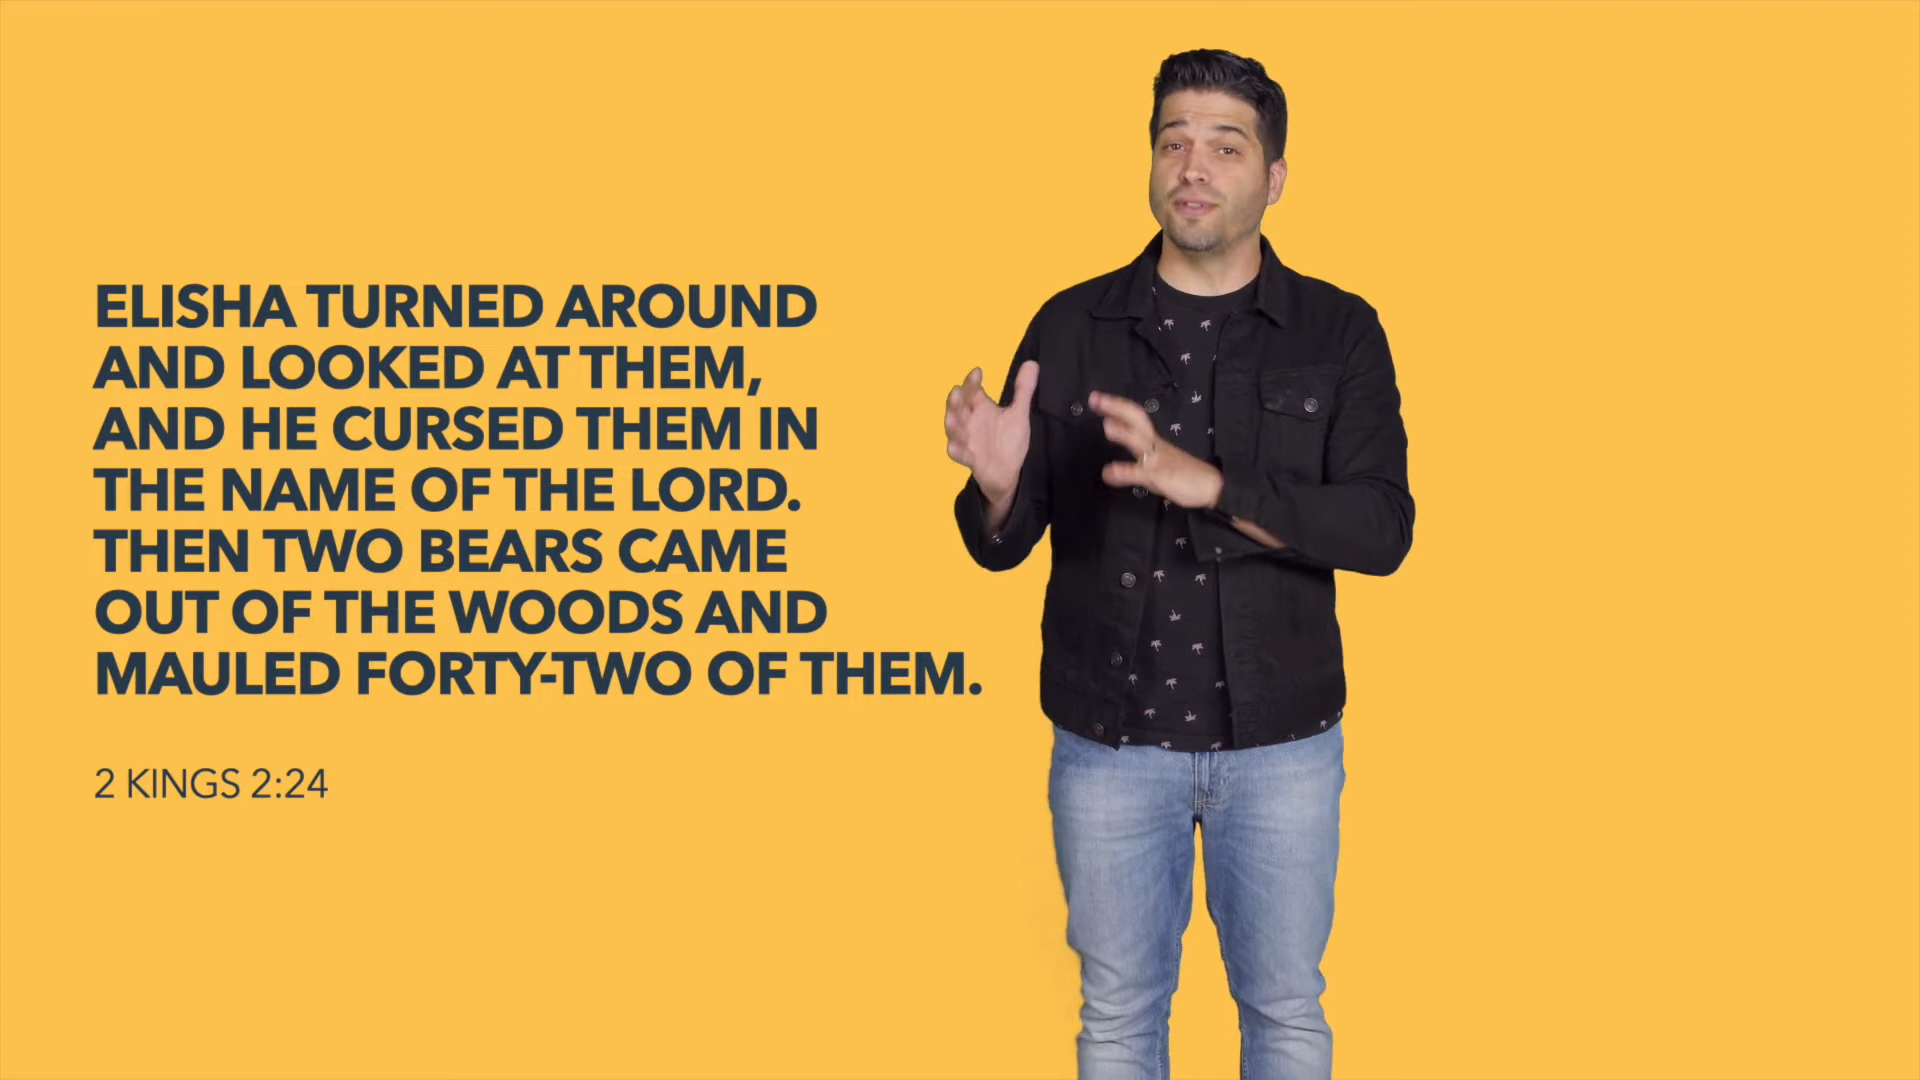 ELISHA TURNED AROUND
AND LOOKED AT THEM,
AND HE CURSED THEM IN
THE NAME OF THE LORD.
THEN TWO BEARS CAME
OUT OF THE WOODS AND
MAULED FORTY-TWO OF THEM.
2 KINGS 2:24